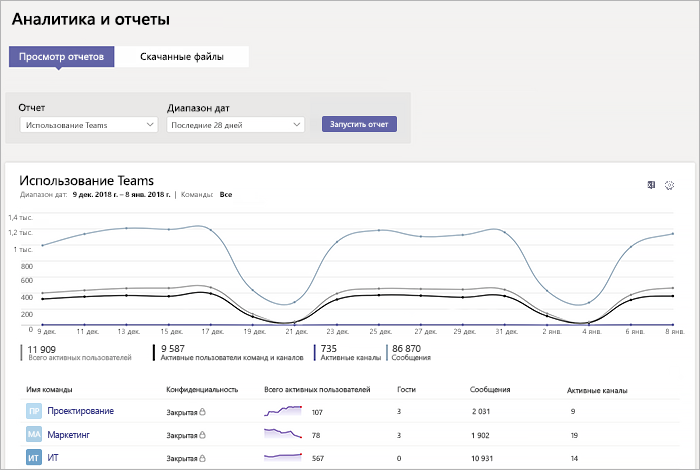 Аналитика и отчеты
Просмотр отчетов Скачанные файлы
Отчет Диапазон дат
Использование Teams Последние 28 дней Запустить отчет
Использование Teams
Диапазон дат: 9 дек. 2018 г. – 8 янв. 2018 г. | Команды: Все
1,4 тыс.
1,2 тыс.
1 тыс.
800
600
400
200
0
9 дек. 11 дек. 13 дек. 15 дек. 17 дек. 19 дек. 21 дек. 23 дек. 25 дек. 27 дек. 29 дек. 31 дек. 2 янв. 4 янв. 6 янв. 8 янв.
11 909 9 587 735 86 870
Всего активных пользователей Активные пользователи команд и каналов Активные каналы Сообщения
Имя команды Конфиденциальность Всего активных пользователей Гости Сообщения Активные каналы
ПР Проектирование Закрытая 107 3 2 031 9
МА Маркетинг Закрытая 78 3 1 902 19
ИТ ИТ Закрытая 567 0 10 931 14